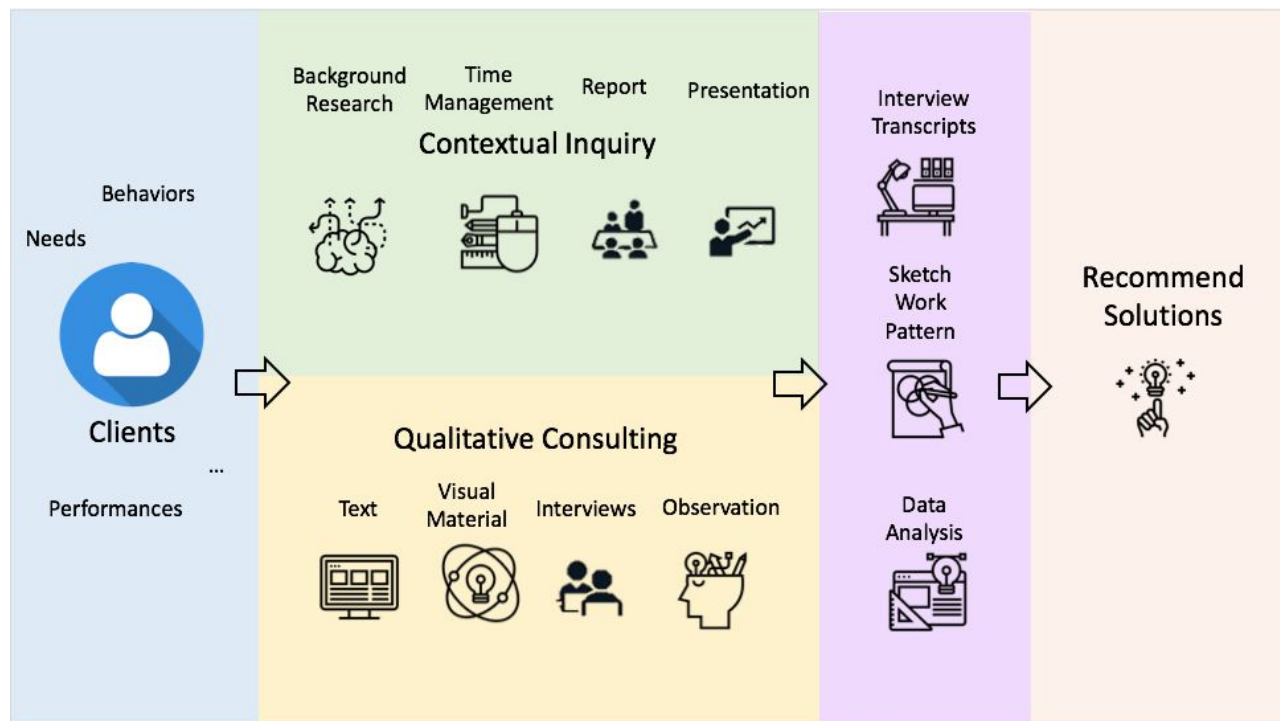 Behaviors
Needs
Clients
...
Performances
Background
Research
Time
Management
Report
Presentation
Contextual Inquiry
Qualitative Consulting
Text
Visual
Material
Interviews
Observation
Interview
Transcripts
Sketch
Work
Pattern
Data
Analysis
Recommend
Solutions